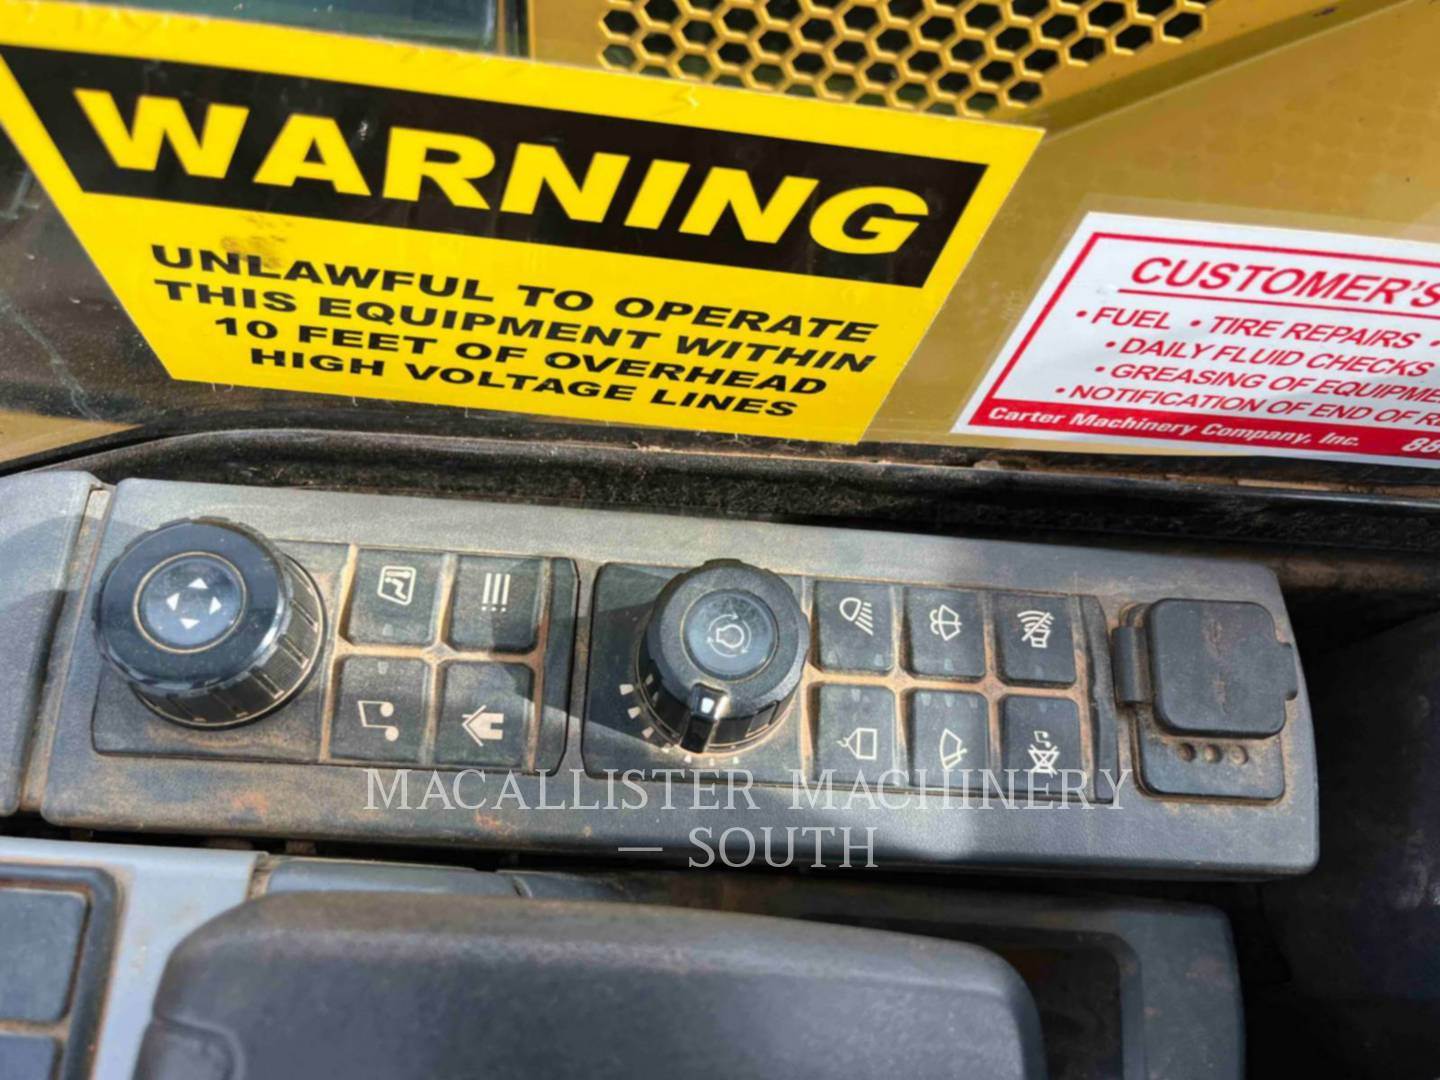 WARNING
UNLAWFUL TO OPERATE
THIS EQUIPMENT WITHIN
10 FEET OF OVERHEAD
HIGH VOLTAGE LINES
CUSTOMER'S
• FUEL • TIRE REPAIRS •
• DAILY FLUID CHECKS
• GREASING OF
• NOTIFICATION OF END OF
Carter Machinery Company, Inc.
MACALLISTER MACHINERY
— SOUTH